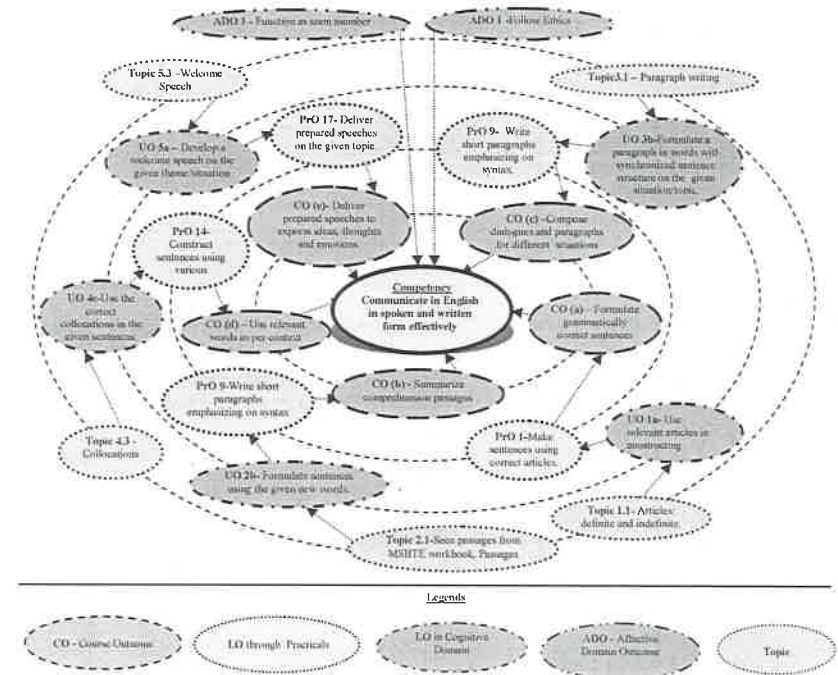 ADO 3 - Function as team member
ADO 1 -Follow Ethics
Topic 5.3 -Welcome
Speech
Topic3.1 - Paragraph writing
PrO 17- Deliver
prepared speeches
on the given topic
PrO 9- Write
short paragraphs
emphazing on
syntax.
UO 5a - Develop a
welcome speech on the
given theme/situation
UO 3b-Formulate a
paragraph in words with
synchronized sentence
structure on the given
situation/topic.
CO (e)- Deliver
prepared speeches to
express ideas, thoughts
and emotions
CO (c) -Compose
dialogues and paragraphs
for different situations
PrO 14-
Construct
sentences using
various
Competency
Communicate in English
in spoken and written
form effectively
UO 4c-Use the
correct
collocations in the
given sentences
CO (d) - Use relevant
words as per context
CO (a) - Formulate
grammatically
correct sentences
CO (b) - Summarize
comprehension passages
PrO 9-Write short
paragraphs
emphasizing on syntax
UO 1a- Use
relevant articles in
constructing
PrO 1-Make
sentences using
correct articles.
Topic 4.3 -
Collocations
UO 2b- Formulate sentences
using the given new words.
Topic 1.1- Articles:
definite and indefinite.
Topic 2.1-Seen passages from
MSBTE workbook, Passages
Legends
CO - Course Outcome
LO through Practicals
LO in Cognitive
Domain
ADO - Affective
Domain Outcome
Topic